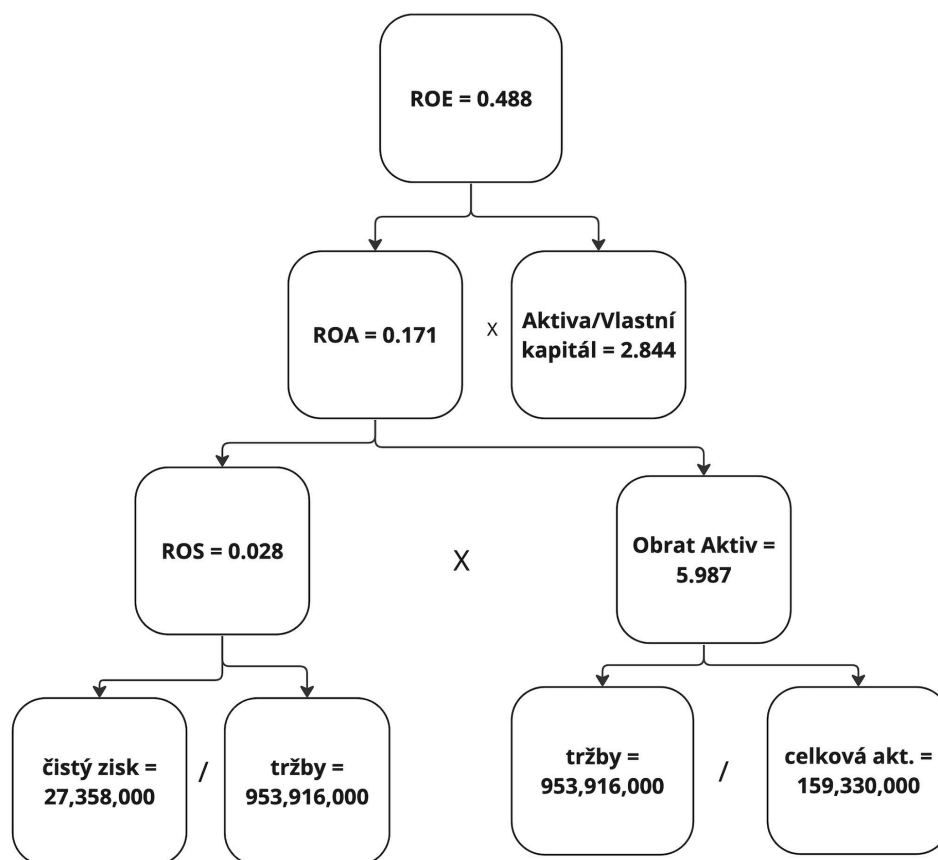 ROE = 0.488
ROA = 0.171
X
Aktiva/Vlastní
kapitál = 2.844
ROS = 0.028
X
Obrat Aktiv =
5.987
čistý zisk =
27,358,000
/
tržby =
953,916,000
tržby =
953,916,000
/
celková akt. =
159,330,000